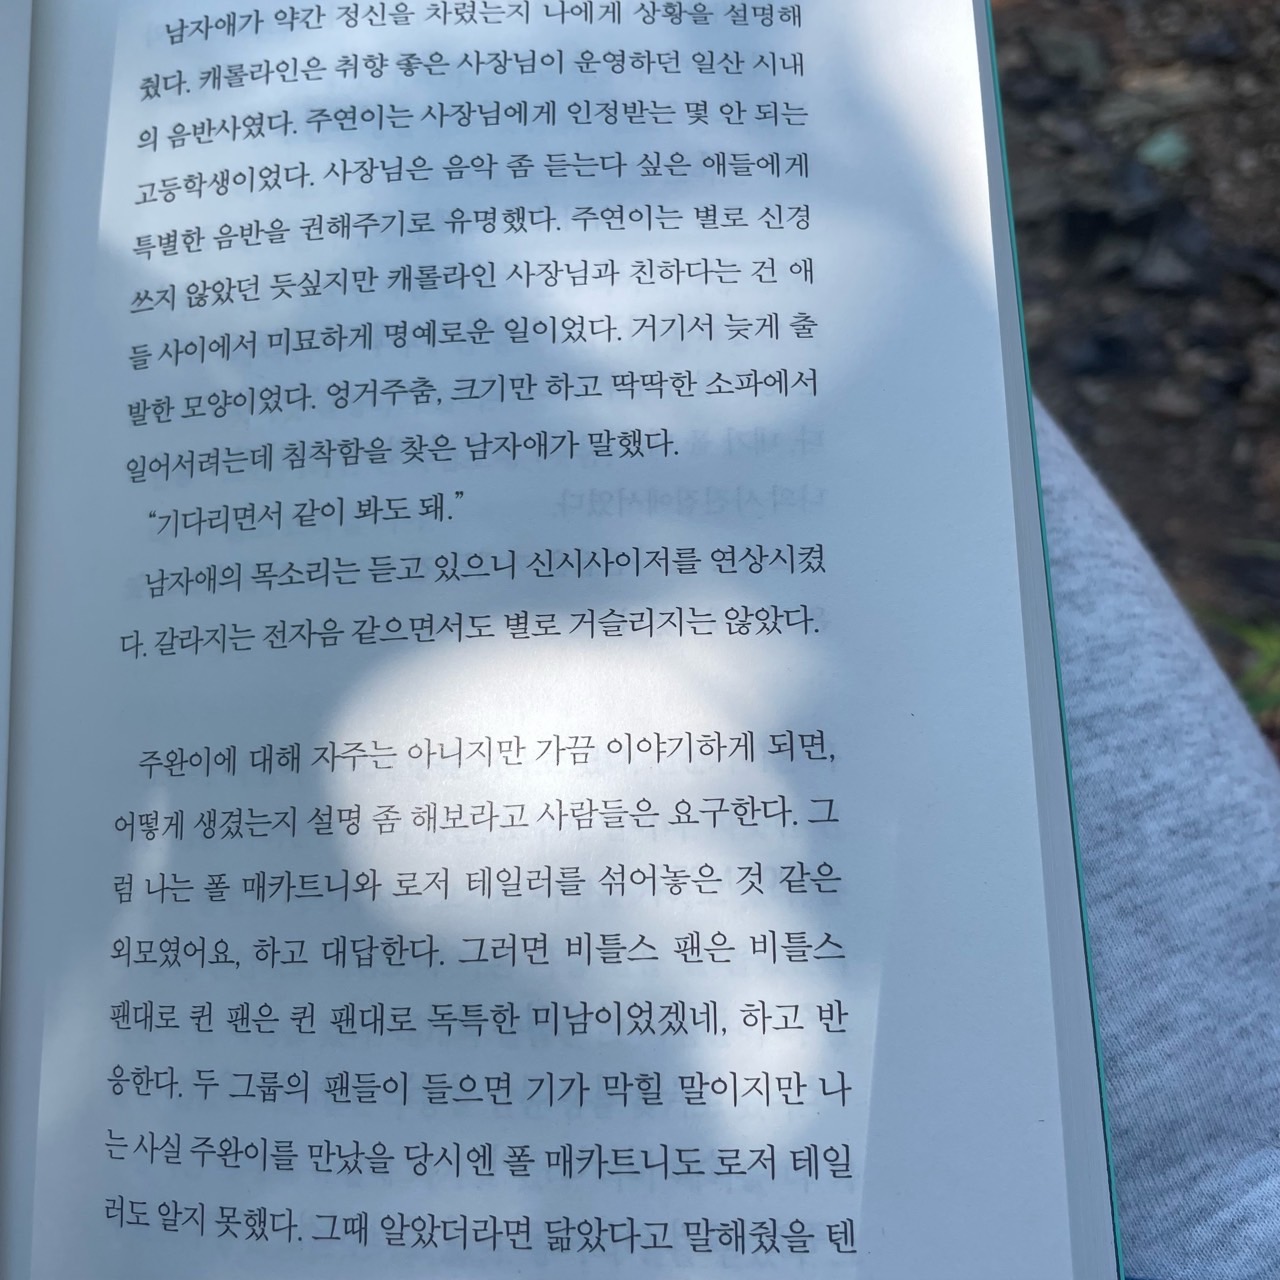 남자애가 약간 정신을 차렸는지 나에게 상황을 설명해
줬다. 캐롤라인은 취향 좋은 사장님이 운영하던 일산 시내
의 음반사였다. 주연이는 사장님에게 인정받는 몇 안 되는
고등학생이었다. 사장님은 음악 좀 듣는다 싶은 애들에게
특별한 음반을 권해주기로 유명했다. 주연이는 별로 신경
쓰지 않았던 듯싶지만 캐롤라인 사장님과 친하다는 건 애
들 사이에서 미묘하게 명예로운 일이었다. 거기서 늦게 출
발한 모양이었다. 엉거주춤, 크기만 하고 딱딱한 소파에서
일어서려는데 침착함을 찾은 남자애가 말했다.
“기다리면서 같이 봐도 돼.”
남자애의 목소리는 듣고 있으니 신시사이저를 연상시켰
다. 갈라지는 전자음 같으면서도 별로 거슬리지는 않았다.
주완이에 대해 자주는 아니지만 가끔 이야기하게 되면,
어떻게 생겼는지 설명 좀 해보라고 사람들은 요구한다. 그
럼 나는 폴 매카트니와 로저 테일러를 섞어놓은 것 같은
외모였어요, 하고 대답한다. 그러면 비틀스 팬은 비틀스
팬대로 퀸 팬은 퀸 팬대로 독특한 미남이었겠네, 하고 반
응한다. 두 그룹의 팬들이 들으면 기가 막힐 말이지만 나
는 사실 주완이를 만났을 당시엔 폴 매카트니도 로저 테일
러도 알지 못했다. 그때 알았더라면 닮았다고 말해줬을 텐